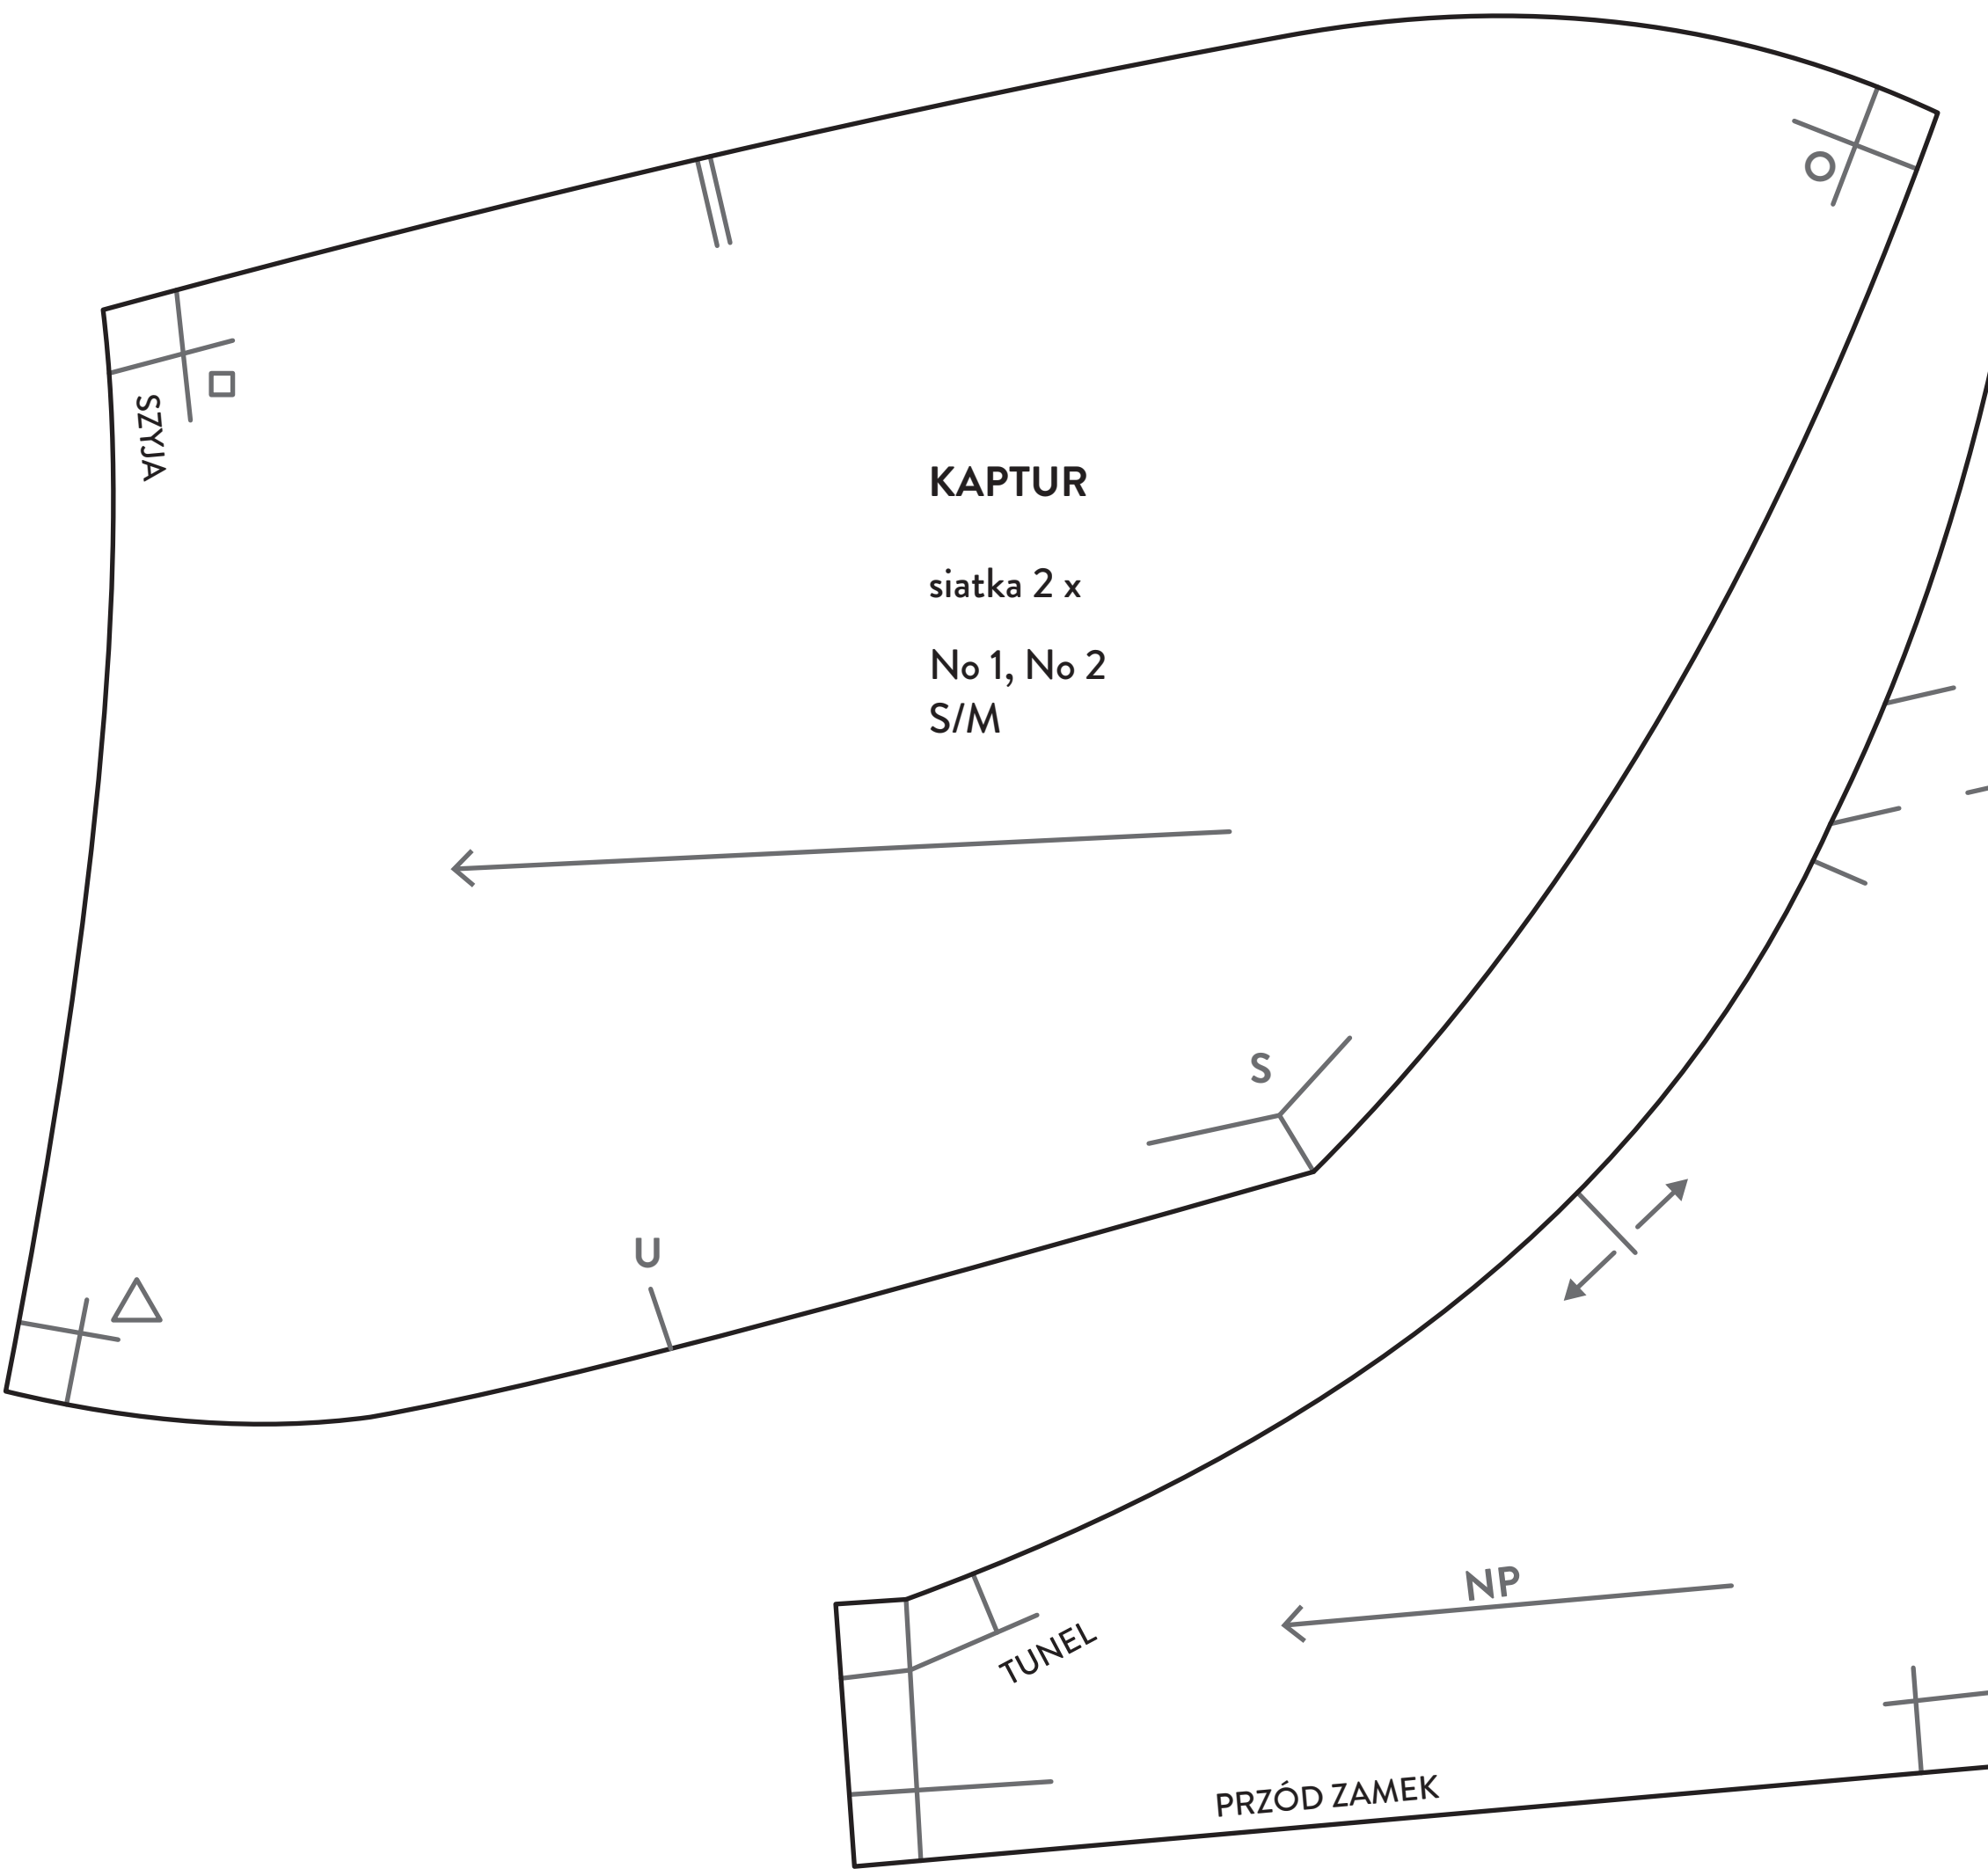 SZYJA
KAPTUR
siatka 2 x
No 1, No 2
S/M
S
U
NP
TUNEL
PRZÓD ZAMEK